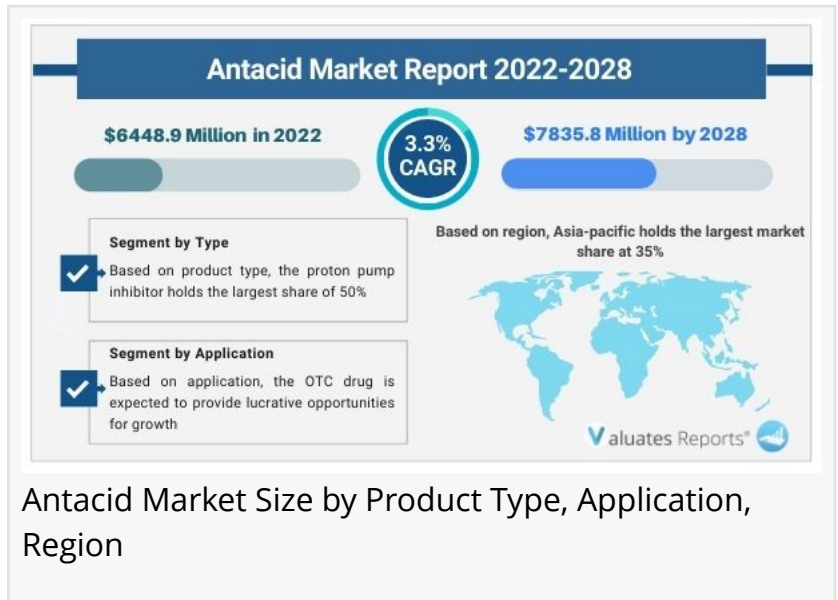 Antacid Market Report 2022-2028
$6448.9 Million in 2022
3.3%
CAGR
$7835.8 Million by 2028
Segment by Type
Based on product type, the proton pump
inhibitor holds the largest share of 50%
Segment by Application
Based on application, the OTC drug is
expected to provide lucrative opportunities
for growth
Based on region, Asia-pacific holds the largest market
share at 35%
Valuates Reports®
Antacid Market Size by Product Type, Application,
Region